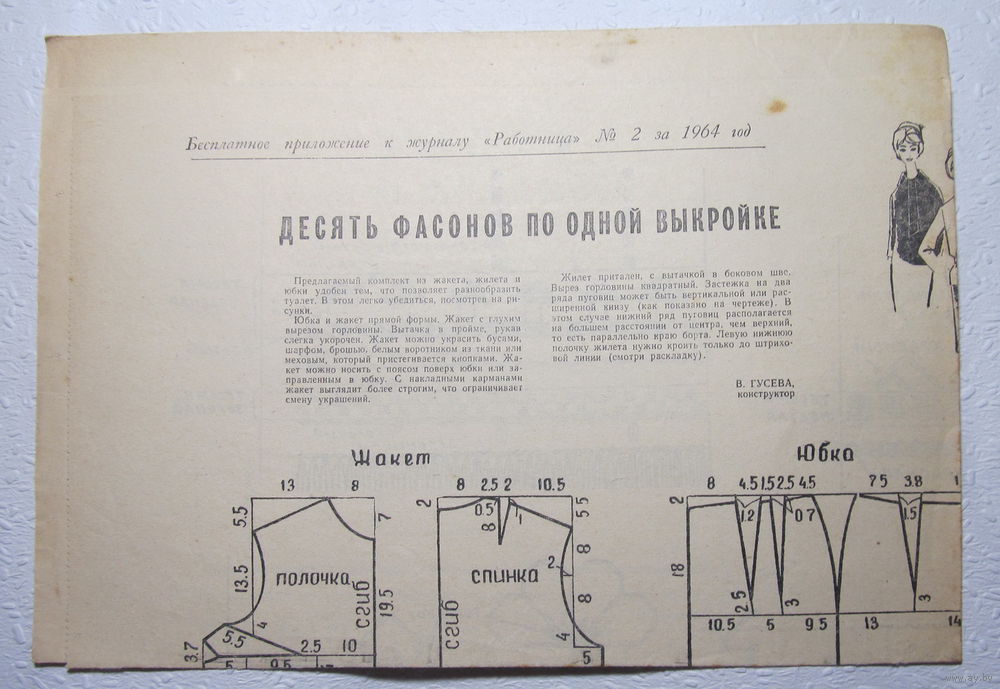 Бесплатное приложение к журналу «Работница» № 2 за 1964 год
ДЕСЯТЬ ФАСОНОВ ПО ОДНОЙ ВЫКРОЙКЕ
Предлагаемый комплект из жакета, жилета и
юбки удобен тем, что позволяет разнообразить
туалет. В этом легко убедиться, посмотрев на ри-
сунки.
Юбка и жакет прямой формы. Жакет с глухим
вырезом горловины. Вытачка в пройме, рукав
слегка укорочен. Жакет можно украсить бусами,
шарфом, брошью, белым воротником из ткани или
меховым, который пристегивается кнопками. Жа-
кет можно носить с поясом поверх юбки или за-
правленным в юбку. С накладными карманами
жакет выглядит более строгим, что ограничивает
смену украшений.
Жилет притален, с вытачкой в боковом шве.
Вырез горловины квадратный. Застежка на два
ряда пуговиц может быть вертикальной или рас-
ширенной книзу (как показано на чертеже). В
этом случае нижний ряд пуговиц располагается
на большем расстоянии от центра, чем верхний,
то есть параллельно краю борта. Левую нижнюю
полочку жилета нужно кроить только до штрихо-
вой линии (смотри раскладку).
В. ГУСЕВА,
конструктор
Жакет
13 8
5.5
7
13.5
полочка
сгиб
19.5
4
3.7
5.5
2.5 10
5 9.5
8 2.5 2 10.5
2
0.5
1
8
5.5
спинка
2
8
8
сгиб
4
5
Юбка
8 4.5 1.5 2.5 4.5 7.5 3.8
2
1.2
0.7
1.5
18
2.5
3
3
10.5 5 9.5 13 14
www.ay.by